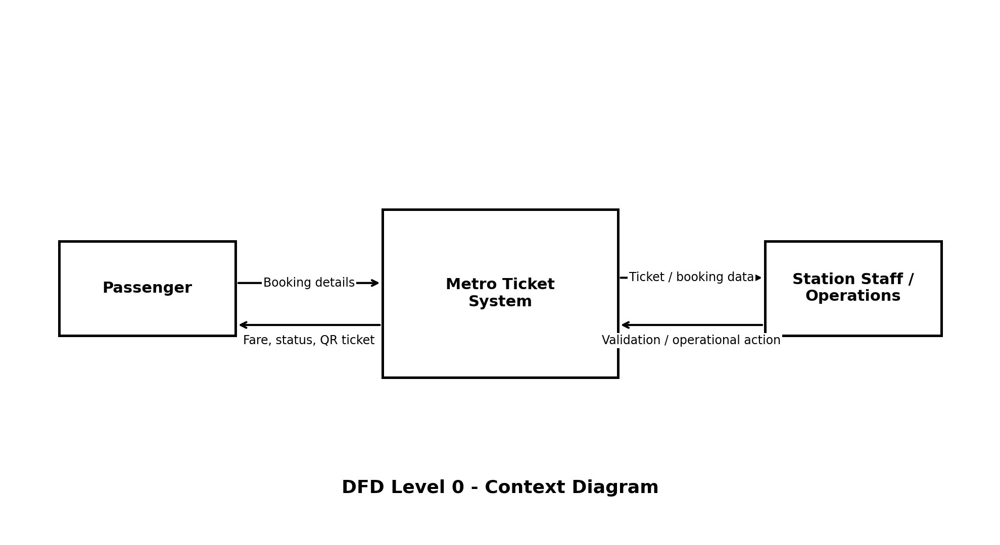 Passenger
Booking details
Fare, status, QR ticket
Metro Ticket
System
Ticket / booking data
Validation / operational action
Station Staff /
Operations
DFD Level 0 - Context Diagram